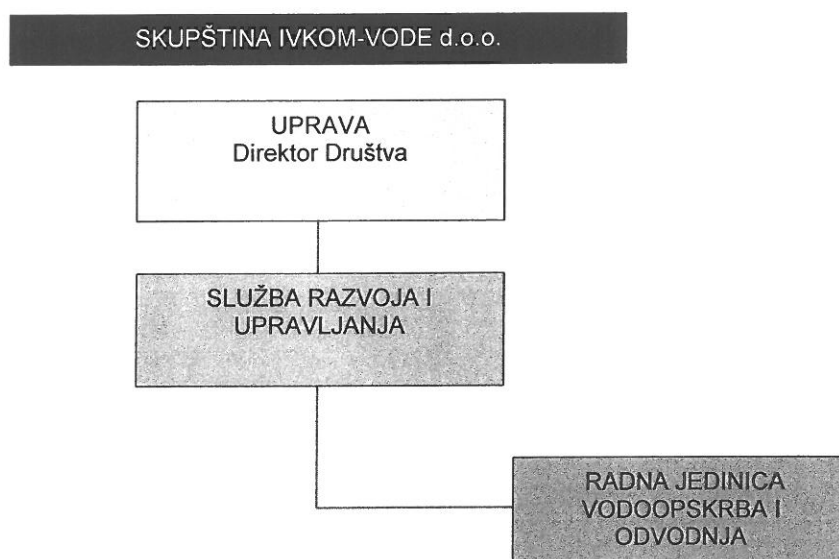 SKUPŠTINA IVKOM-VODE d.o.o.
UPRAVA
Direktor Društva
SLUŽBA RAZVOJA I
UPRAVLJANJA
RADNA JEDINICA
VODOOPSKRBA I
ODVODNJA